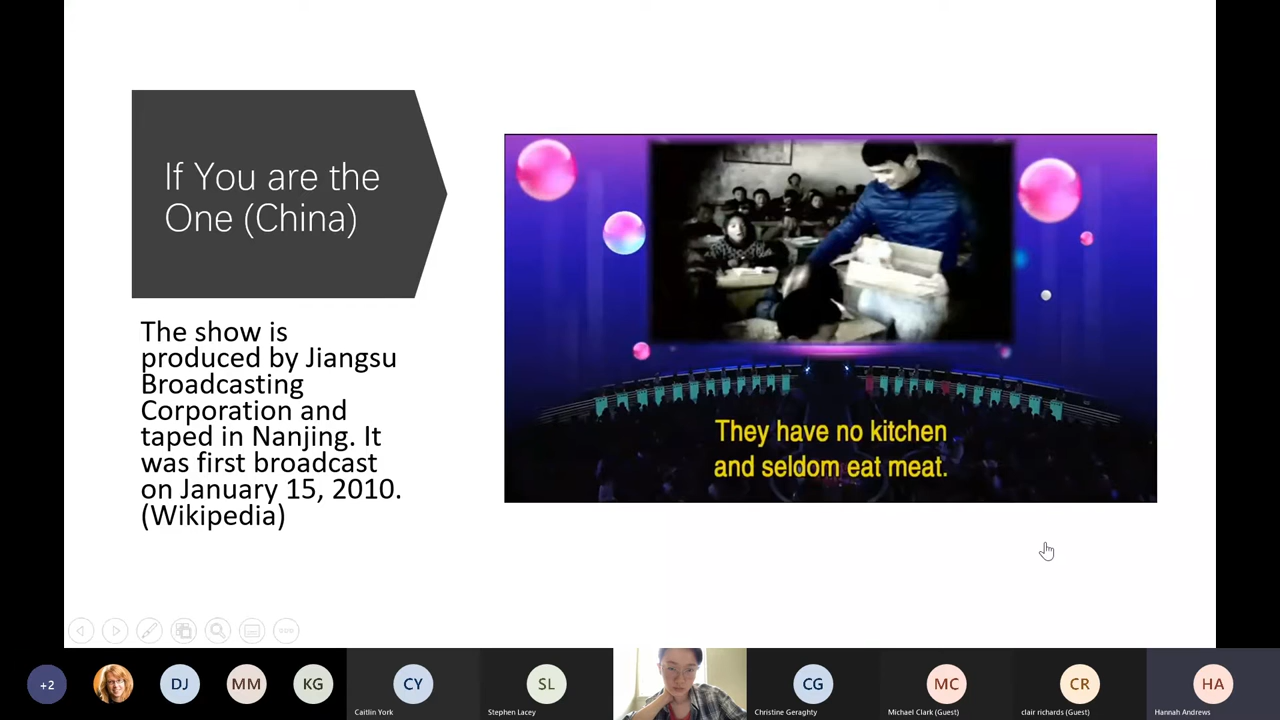 If You are the
One (China)
The show is
produced by Jiangsu
Broadcasting
Corporation and
taped in Nanjing. It
was first broadcast
on January 15, 2010.
(Wikipedia)
They have no kitchen
and seldom eat meat.
+2
DJ
MM
KG
CY
Caitlin York
SL
Stephen Lacey
CG
Christine Geraghty
MC
Michael Clark (Guest)
CR
clair richards (Guest)
HA
Hannah Andrews